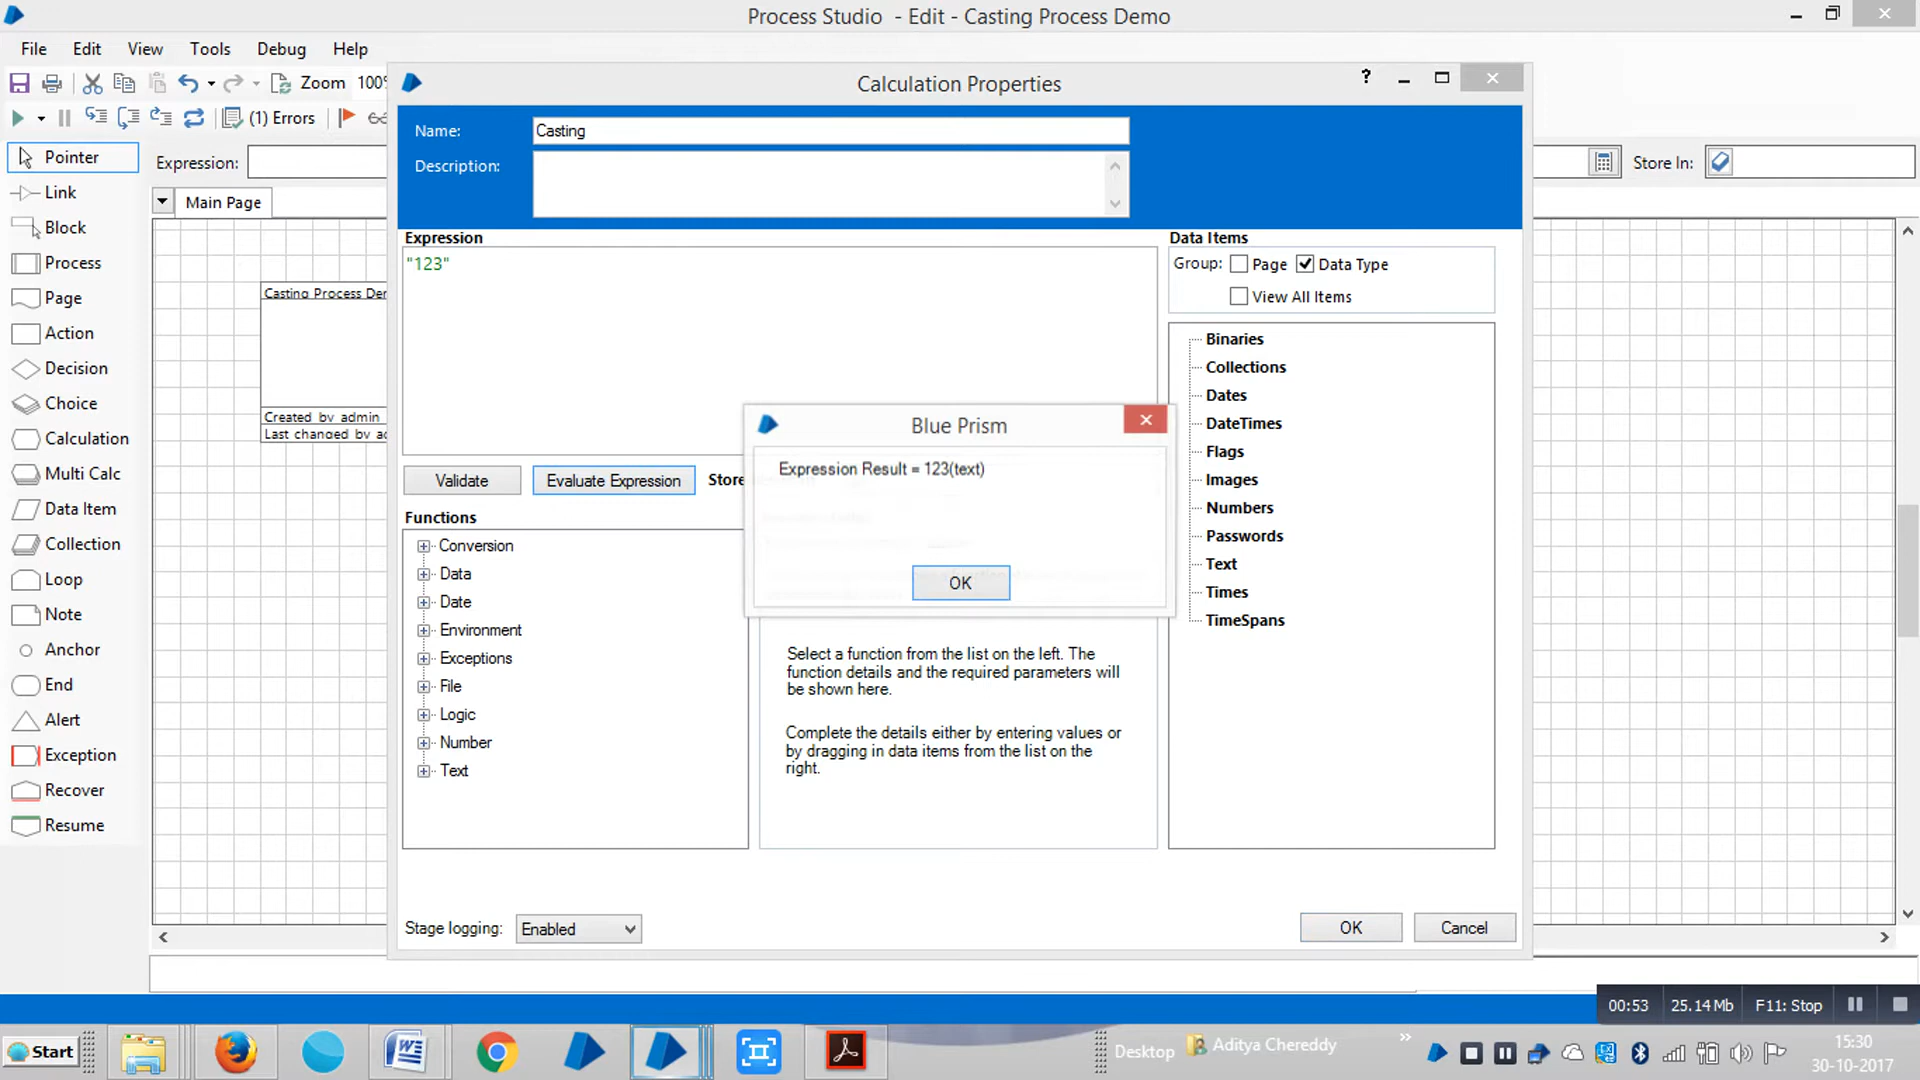 Process Studio - Edit - Casting Process Demo
File Edit View Tools Debug Help
Zoom 100%
(1) Errors
Pointer
Link
Block
Process
Page
Action
Decision
Choice
Calculation
Multi Calc
Data Item
Collection
Loop
Note
Anchor
End
Alert
Exception
Recover
Resume
Expression:
Store In:
Main Page
Casting Process Der
Created by admin
Last changed by ad
Calculation Properties
?
Name:
Casting
Description:
Expression
"123"
Validate
Evaluate Expression
Store
Functions
Conversion
Data
Date
Environment
Exceptions
File
Logic
Number
Text
Select a function from the list on the left. The
function details and the required parameters will
be shown here.
Complete the details either by entering values or
by dragging in data items from the list on the
right.
Data Items
Group: Page Data Type
View All Items
Binaries
Collections
Dates
DateTimes
Flags
Images
Numbers
Passwords
Text
Times
TimeSpans
Blue Prism
Expression Result = 123(text)
OK
Stage logging:
Enabled
OK
Cancel
00:53 25.14 Mb F11: Stop
Start
Desktop
Aditya Chereddy
15:30
30-10-2017